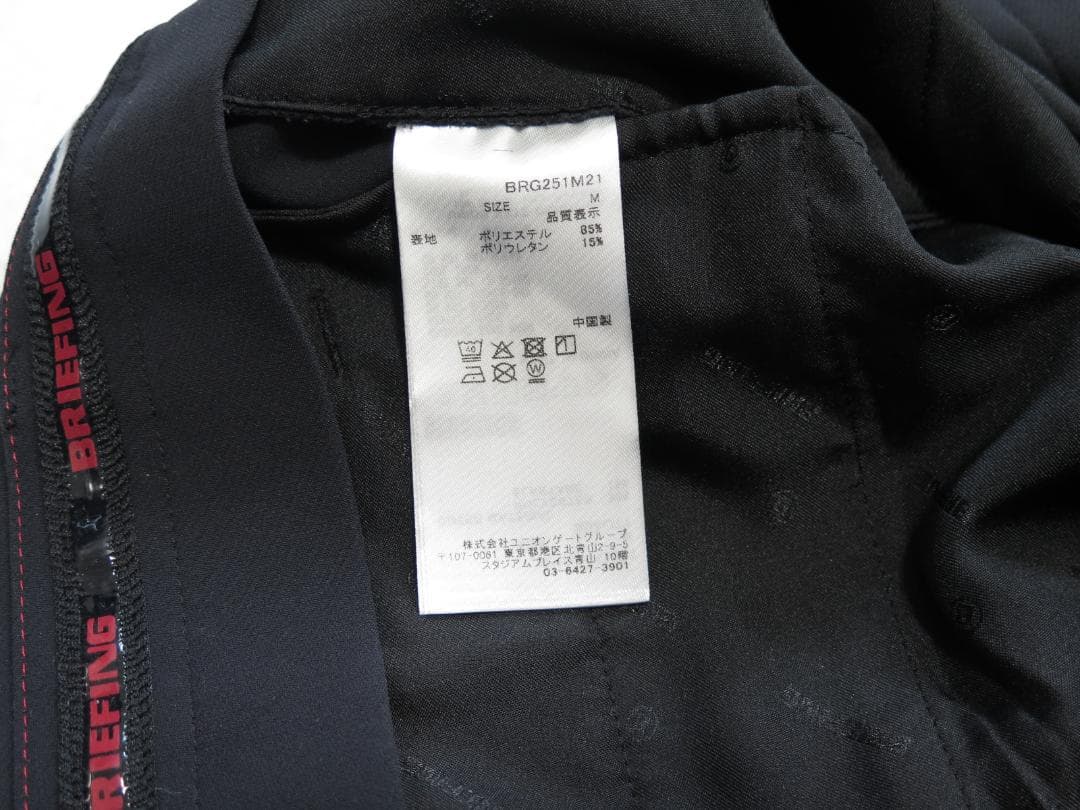 BRG251M21
SIZE M
品質表示
表地 ポリエステル 85%
ポリウレタン 15%
中国製
40
W
株式会社ユニオンゲートグループ
〒107-0061 東京都港区北青山2-9-5
スタジアムプレイス青山 10階
03-6427-3901
BRIEFING
RIEFING